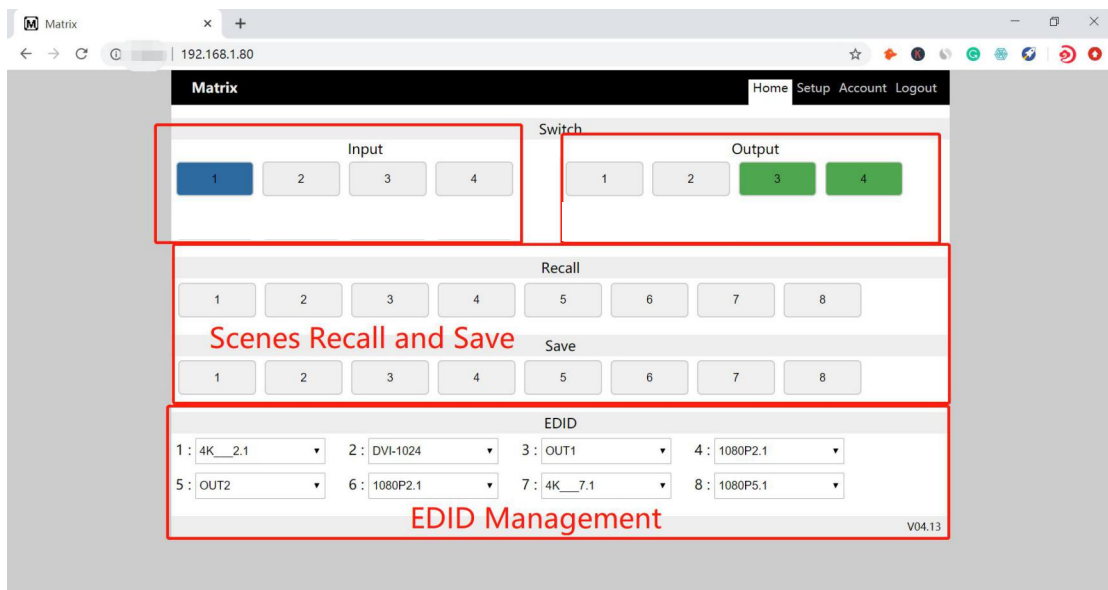 Matrix
192.168.1.80
Matrix Home Setup Account Logout
Switch
Input Output
1 2 3 4 1 2 3 4
Recall
1 2 3 4 5 6 7 8
Scenes Recall and Save
Save
1 2 3 4 5 6 7 8
EDID
1 : 4K___2.1 2 : DVI-1024 3 : OUT1 4 : 1080P2.1
5 : OUT2 6 : 1080P2.1 7 : 4K___7.1 8 : 1080P5.1
EDID Management
V04.13